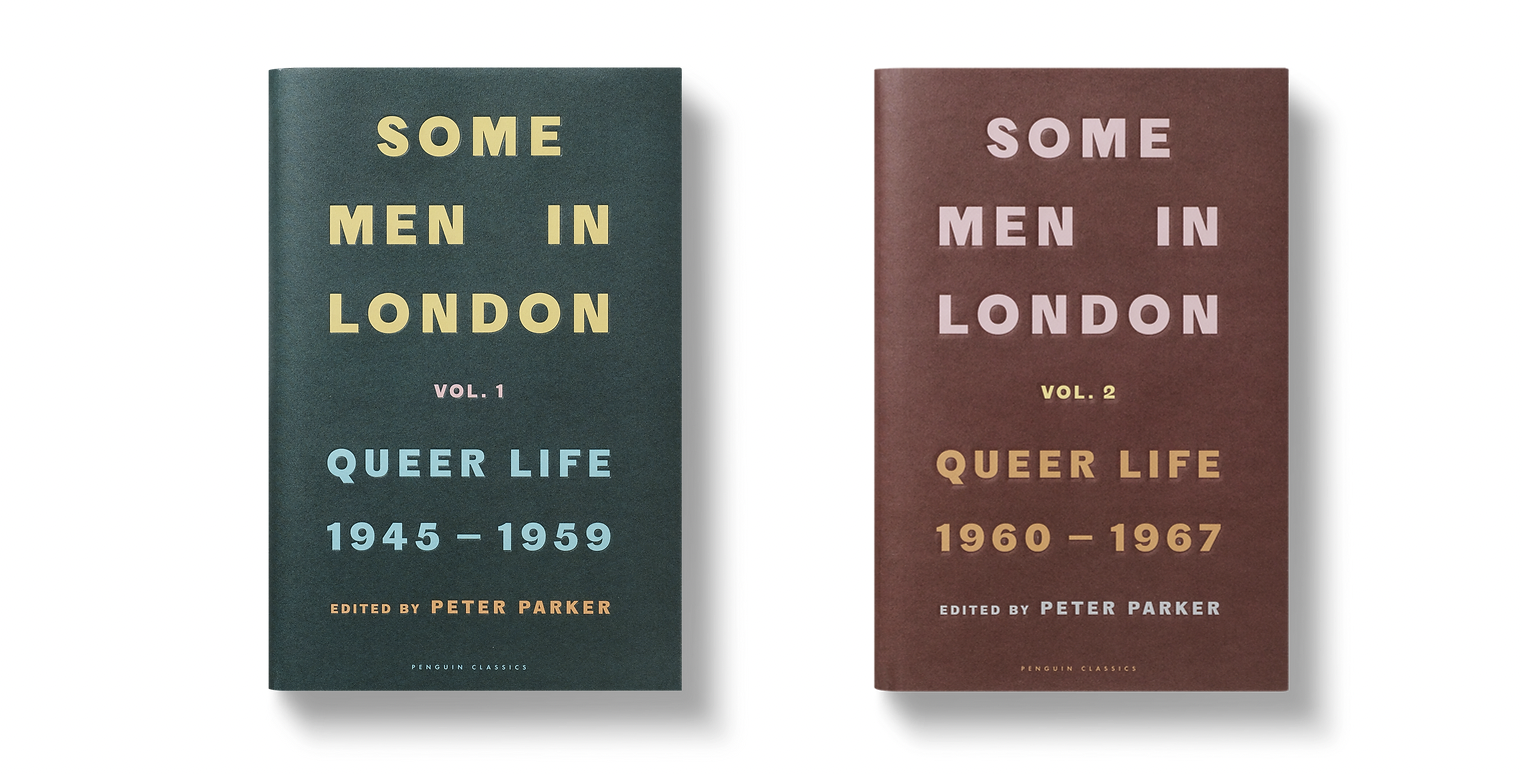 SOME
MEN IN
LONDON
VOL. 1
QUEER LIFE
1945 – 1959
EDITED BY PETER PARKER
PENGUIN CLASSICS
SOME
MEN IN
LONDON
VOL. 2
QUEER LIFE
1960 – 1967
EDITED BY PETER PARKER
PENGUIN CLASSICS